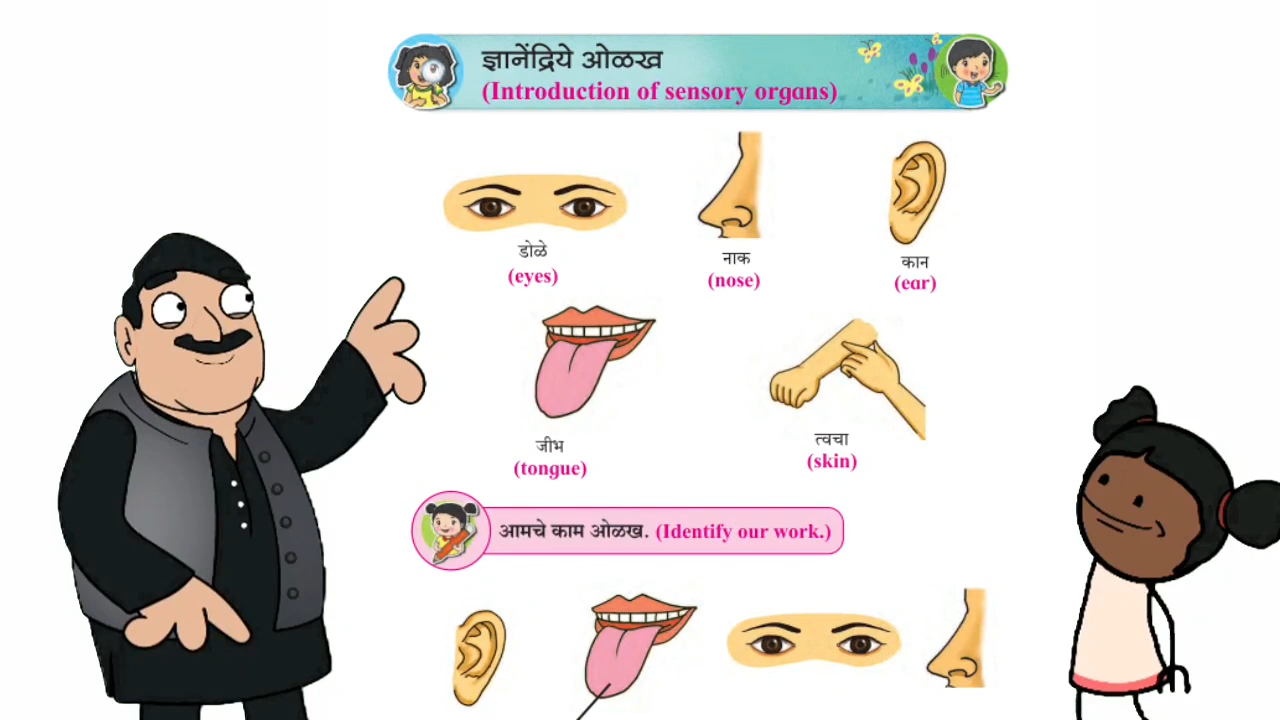 ज्ञानेंद्रिये ओळख
(Introduction of sensory organs)
डोळे
(eyes)
नाक
(nose)
कान
(ear)
जीभ
(tongue)
त्वचा
(skin)
आमचे काम ओळख. (Identify our work.)